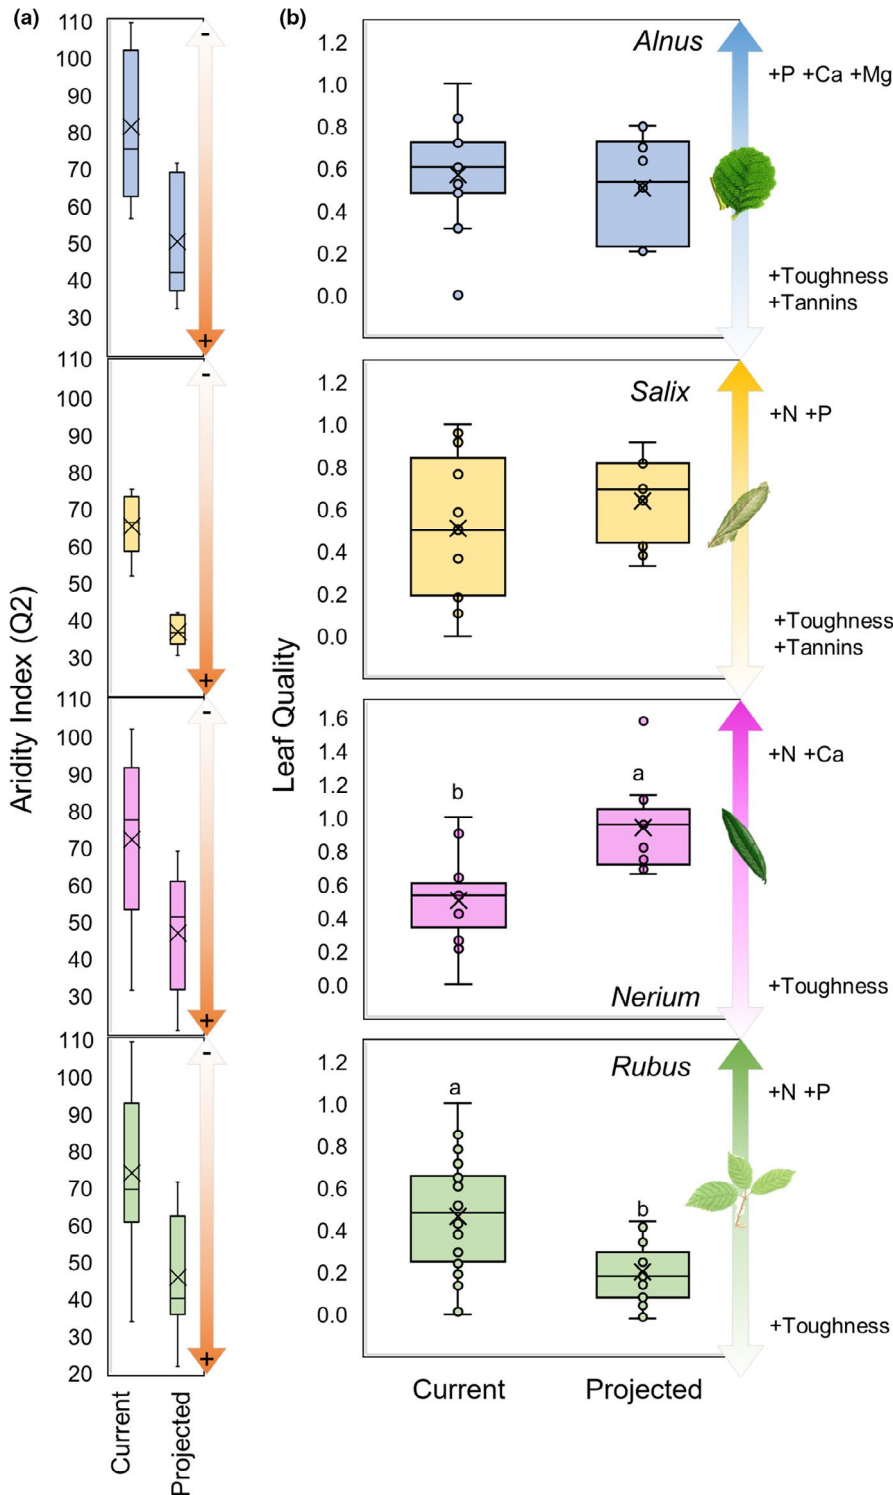 (a)
(b)
Aridity Index (Q2)
Leaf Quality
110
100
90
80
70
60
50
40
30
-
+
1.2
1.0
0.8
0.6
0.4
0.2
0.0
Alnus
+P +Ca +Mg
+Toughness
+Tannins
110
100
90
80
70
60
50
40
30
-
+
1.2
1.0
0.8
0.6
0.4
0.2
0.0
Salix
+N +P
+Toughness
+Tannins
110
100
90
80
70
60
50
40
30
-
+
1.6
1.4
1.2
1.0
0.8
0.6
0.4
0.2
0.0
b
a
Nerium
+N +Ca
+Toughness
110
100
90
80
70
60
50
40
30
20
-
+
1.2
1.0
0.8
0.6
0.4
0.2
0.0
a
b
Rubus
+N +P
+Toughness
Current
Projected
Current
Projected